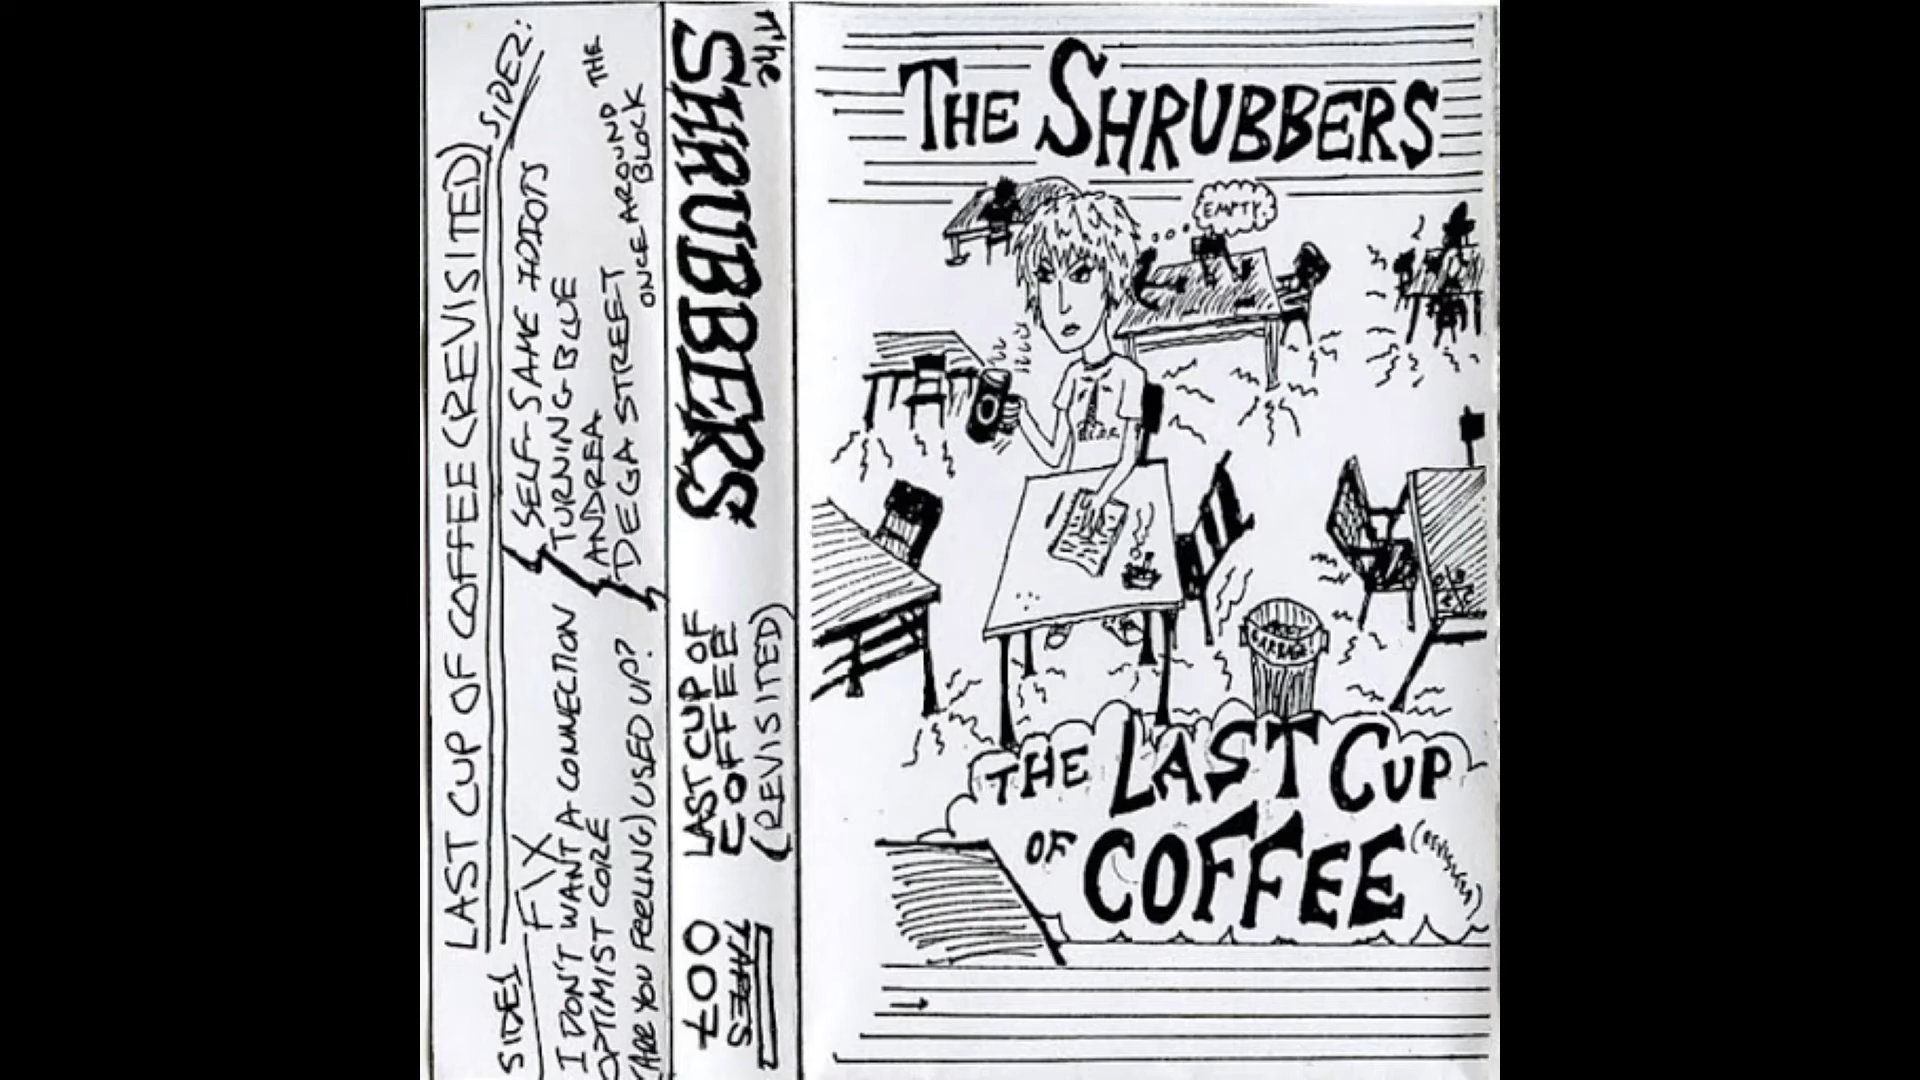 LAST CUP OF COFFEE (REVISITED)
SIDE 1
F\X
I DON'T WANT A CONNECTION
OPTIMIST CORE
(ARE YOU FEELING) USED UP?
SIDE 2:
SELF-SAME IDIOTS
TURNING BLUE
ANDREA
DEGA STREET
ONCE AROUND THE
BLOCK
The SHRUBBERS
LAST CUP OF
COFFEE
(REVISITED)
007
TAPES
THE SHRUBBERS
EMPTY.
GARBAGE!
THE LAST CUP
OF COFFEE (REVISITED)